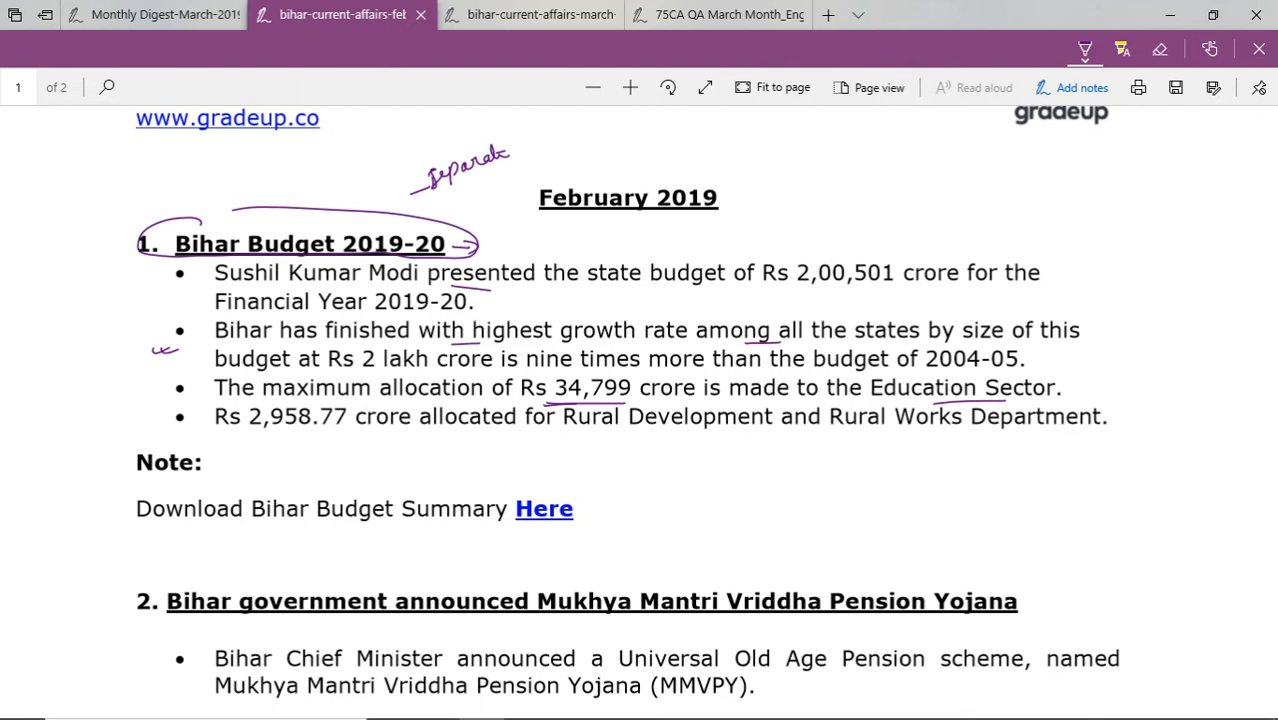 Monthly Digest-March-2019
bihar-current-affairs-feb
bihar-current-affairs-march-
75CA QA March Month_Eng
1 of 2
Fit to page
Page view
Read aloud
Add notes
www.gradeup.co
gradeup
separate
February 2019
1. Bihar Budget 2019-20
• Sushil Kumar Modi presented the state budget of Rs 2,00,501 crore for the
Financial Year 2019-20.
• Bihar has finished with highest growth rate among all the states by size of this
budget at Rs 2 lakh crore is nine times more than the budget of 2004-05.
• The maximum allocation of Rs 34,799 crore is made to the Education Sector.
• Rs 2,958.77 crore allocated for Rural Development and Rural Works Department.
Note:
Download Bihar Budget Summary Here
2. Bihar government announced Mukhya Mantri Vriddha Pension Yojana
• Bihar Chief Minister announced a Universal Old Age Pension scheme, named
Mukhya Mantri Vriddha Pension Yojana (MMVPY).